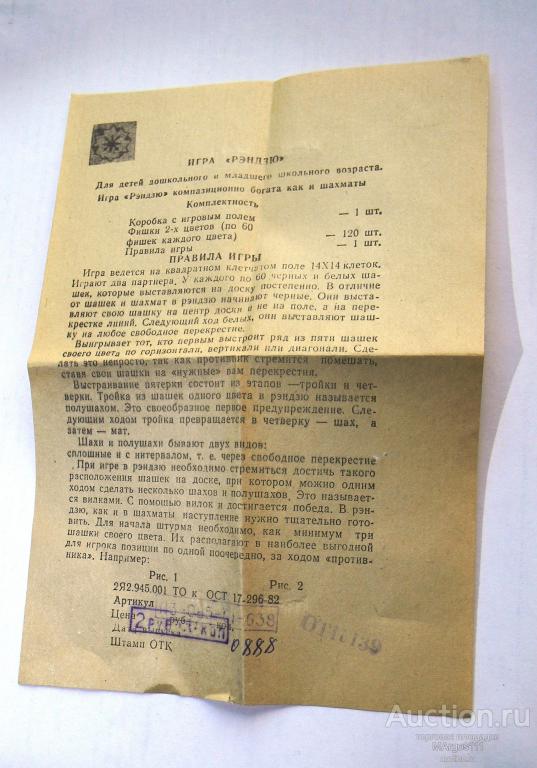 ИГРА «РЭНДЗЮ»
Для детей дошкольного и младшего школьного возраста.
Игра «Рэндзю» композиционно богата как и шахматы
Комплектность
Коробка с игровым полем — 1 шт.
Фишки 2-х цветов (по 60
фишек каждого цвета) — 120 шт.
Правила игры — 1 шт.
ПРАВИЛА ИГРЫ
Игра ведется на квадратном клетчатом поле 14X14 клеток.
Играют два партнера. У каждого по 60 черных и белых ша-
шек, которые выставляются на доску постепенно. В отличие
от шашек и шахмат в рэндзю начинают черные. Они выста-
вляют свою шашку на центр доски и не на поле, а на пере-
крестке линий. Следующий ход белых, они выставляют шаш-
ку на любое свободное перекрестие.
Выигрывает тот, кто первым выстроит ряд из пяти шашек
своего цвета по горизонтали, вертикали или диагонали. Сде-
лать это непросто, так как противник стремится помешать,
ставя свои шашки на «нужные» вам перекрестия.
Выстраивание пятерки состоит из этапов —тройки и чет-
верки. Тройка из шашек одного цвета в рэндзю называется
полушахом. Это своеобразное первое предупреждение. Сле-
дующим ходом тройка превращается в четверку — шах, а
затем — мат.
Шахи и полушахи бывают двух видов:
сплошные и с интервалом, т. е. через свободное перекрестие
. При игре в рэндзю необходимо стремиться достичь такого
расположения шашек на доске, при котором можно одним
ходом сделать несколько шахов и полушахов, Это называет-
ся вилками. С помощью вилок и достигается победа. В рэн-
дзю, как и в шахматы наступление нужно тщательно гото-
вить. Для начала штурма необходимо, как минимум три
шашки своего цвета. Их располагают в наиболее выгодной
для игрока позиции по одной поочередно, за ходом «против-
ника». Например:
Рис. 1 Рис. 2
2Я2.945.001 ТО к ОСТ 17-296-82
Артикул
Цена руб. коп.
Штамп ОТК 0888
Auction.ru
торговая площадка
MArgus111